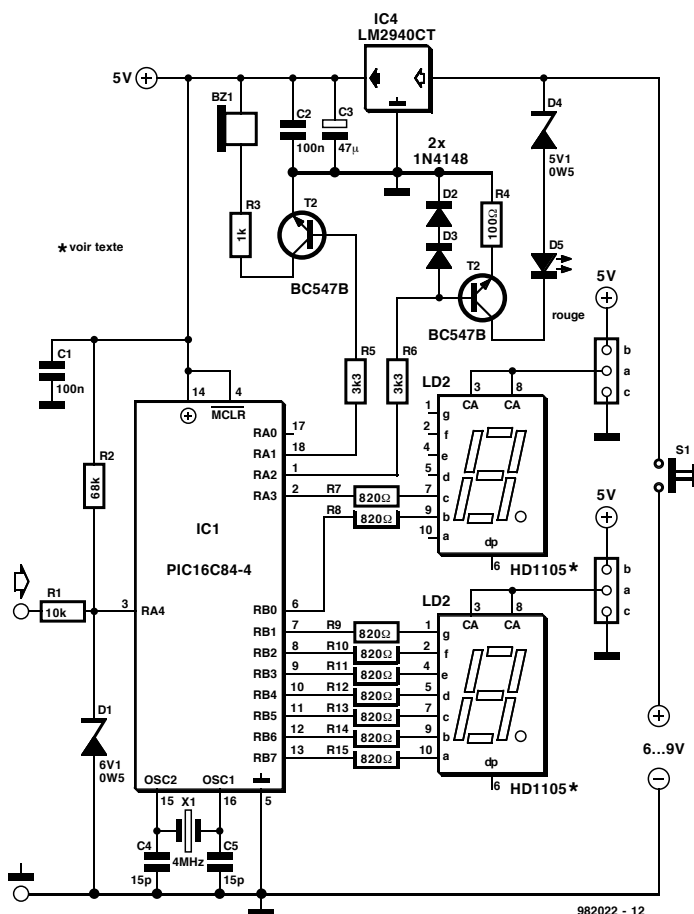 IC4
LM2940CT
5V
BZ1
C2
100n
C3
47µ
2x
1N4148
D4
5V1
0W5
R3
1k
T2
BC547B
D2
D3
R4
100Ω
T2
BC547B
D5
rouge
5V
* voir texte
b
a
c
C1
100n
14
4
MCLR
R5
3k3
R6
3k3
LD2
3
8
CA
CA
1
g
2
f
4
e
5
d
7
c
9
b
10
a
dp
6
HD1105*
R2
68k
RA0
17
RA1
18
RA2
1
RA3
2
R7
820Ω
R8
820Ω
S1
5V
IC1
PIC16C84-4
R1
10k
3
RA4
RB0
6
RB1
7
R9
820Ω
RB2
8
R10
820Ω
RB3
9
R11
820Ω
RB4
10
R12
820Ω
RB5
11
R13
820Ω
RB6
12
R14
820Ω
RB7
13
R15
820Ω
LD2
3
8
CA
CA
1
g
2
f
4
e
5
d
7
c
9
b
10
a
dp
6
HD1105*
b
a
c
6...9V
D1
6V1
0W5
OSC2
OSC1
15
16
5
X1
4MHz
C4
15p
C5
15p
982022 - 12